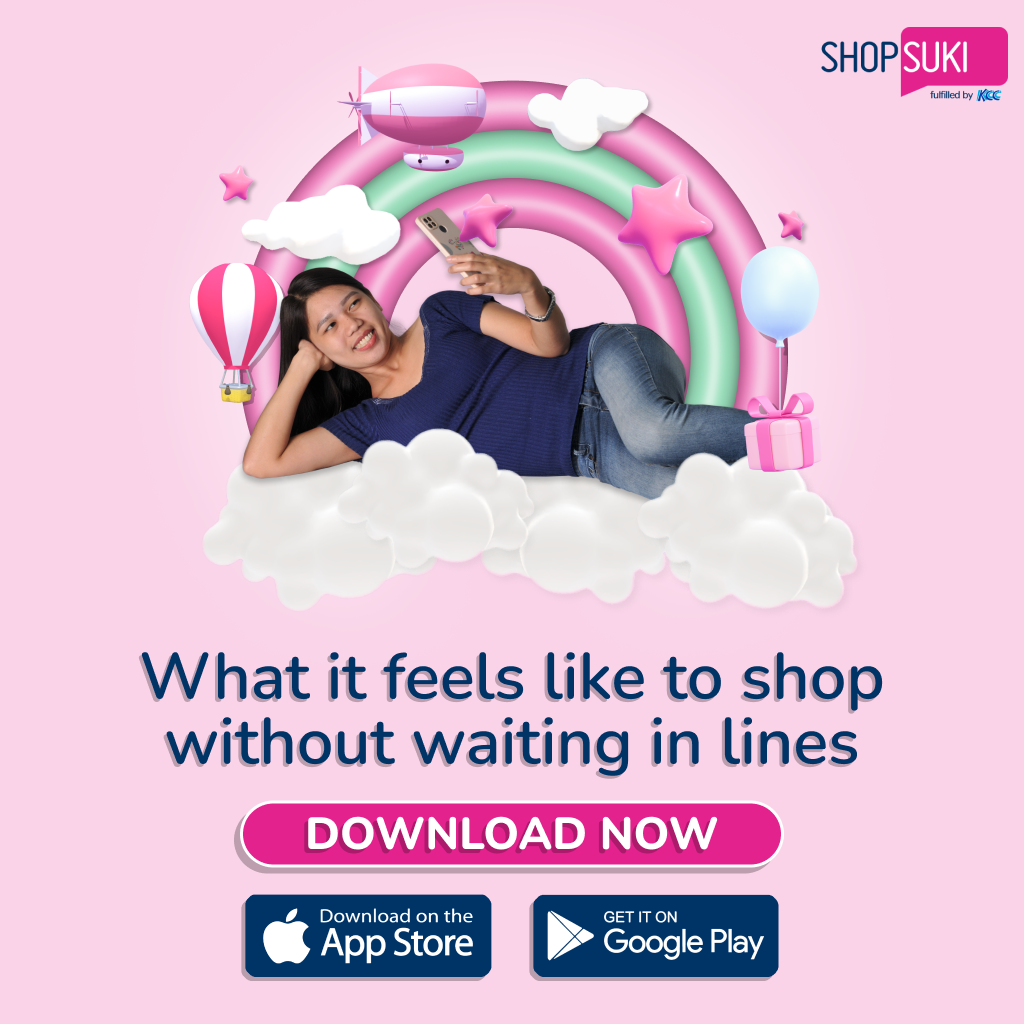 SHOPSUKI
fulfilled by KCC
What it feels like to shop
without waiting in lines
DOWNLOAD NOW
Download on the
App Store
GET IT ON
Google Play